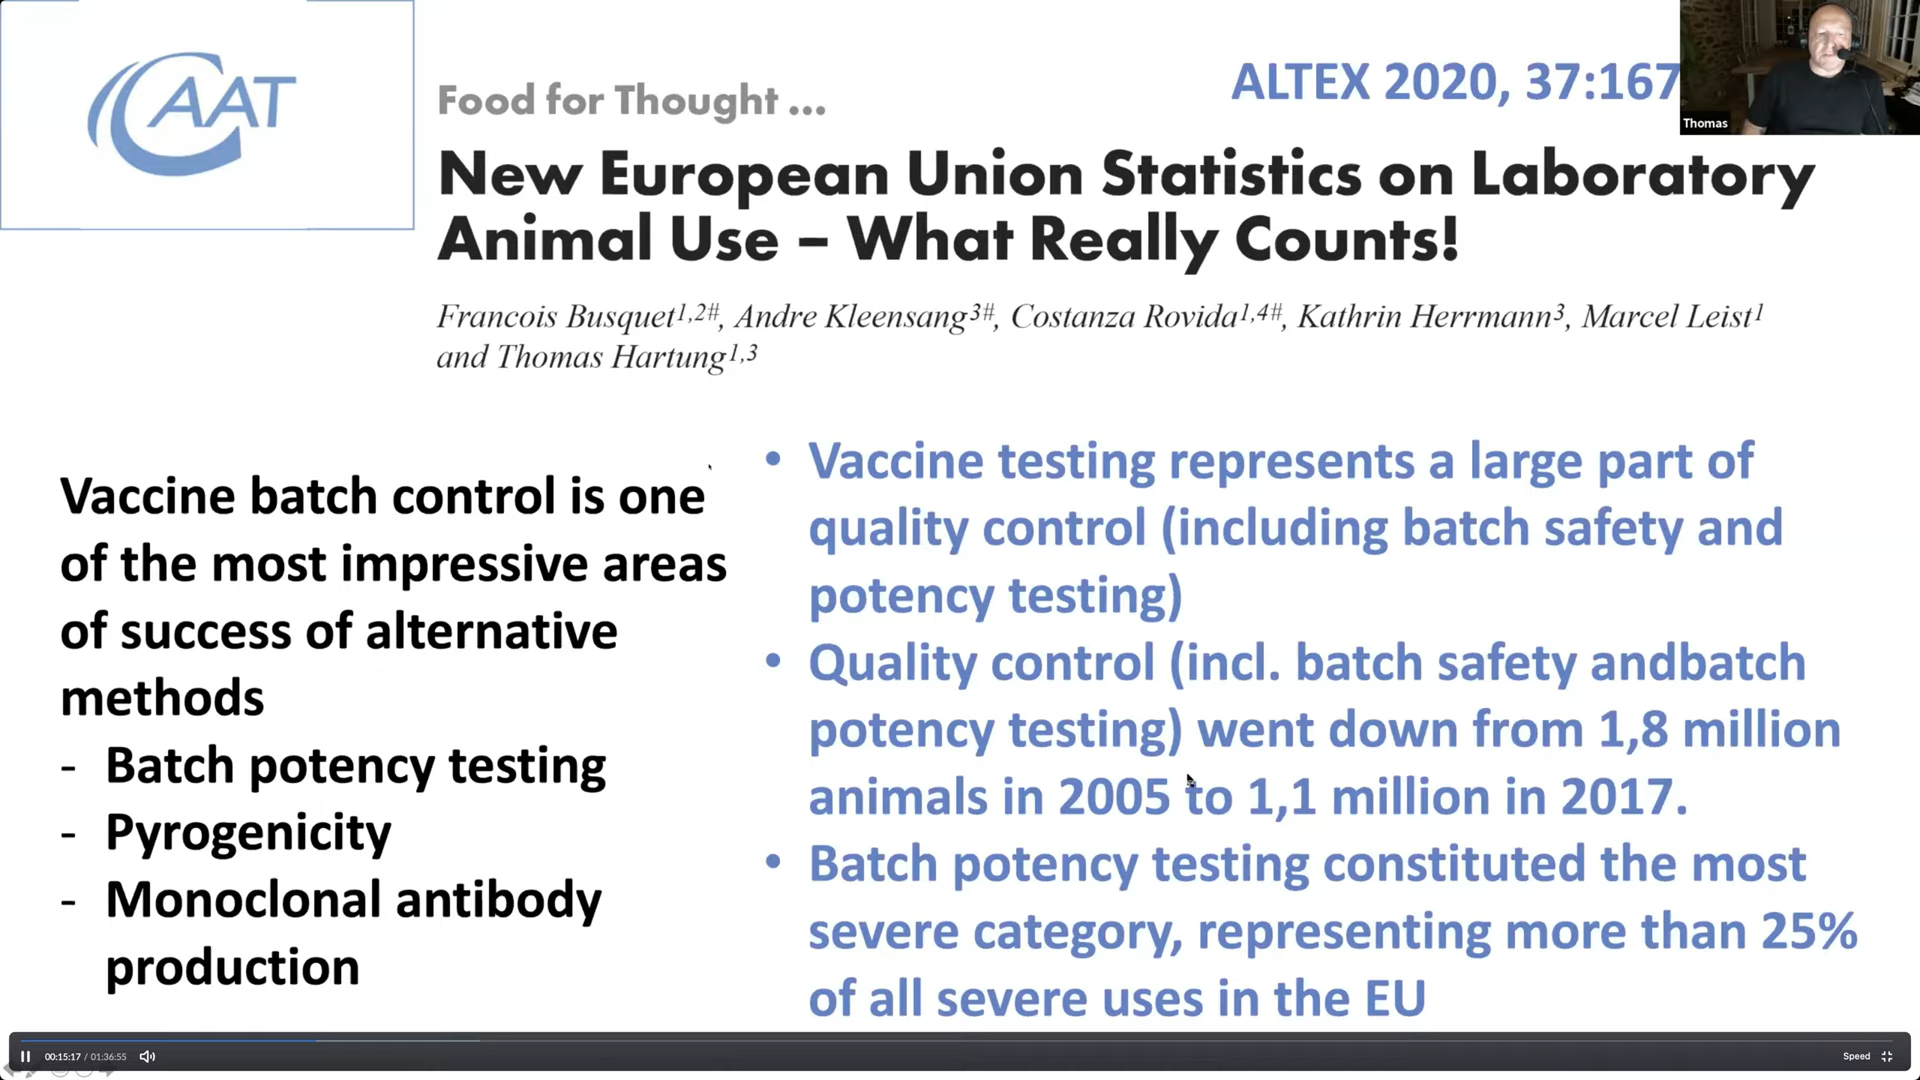 CAAT
Food for Thought ...
ALTEX 2020, 37:167
Thomas
New European Union Statistics on Laboratory
Animal Use – What Really Counts!
Francois Busquet1,2#, Andre Kleensang3#, Costanza Rovida1,4#, Kathrin Herrmann3, Marcel Leist1
and Thomas Hartung1,3
Vaccine batch control is one
of the most impressive areas
of success of alternative
methods
- Batch potency testing
- Pyrogenicity
- Monoclonal antibody
production
• Vaccine testing represents a large part of
quality control (including batch safety and
potency testing)
• Quality control (incl. batch safety andbatch
potency testing) went down from 1,8 million
animals in 2005 to 1,1 million in 2017.
• Batch potency testing constituted the most
severe category, representing more than 25%
of all severe uses in the EU
00:15:17 / 01:36:55
Speed